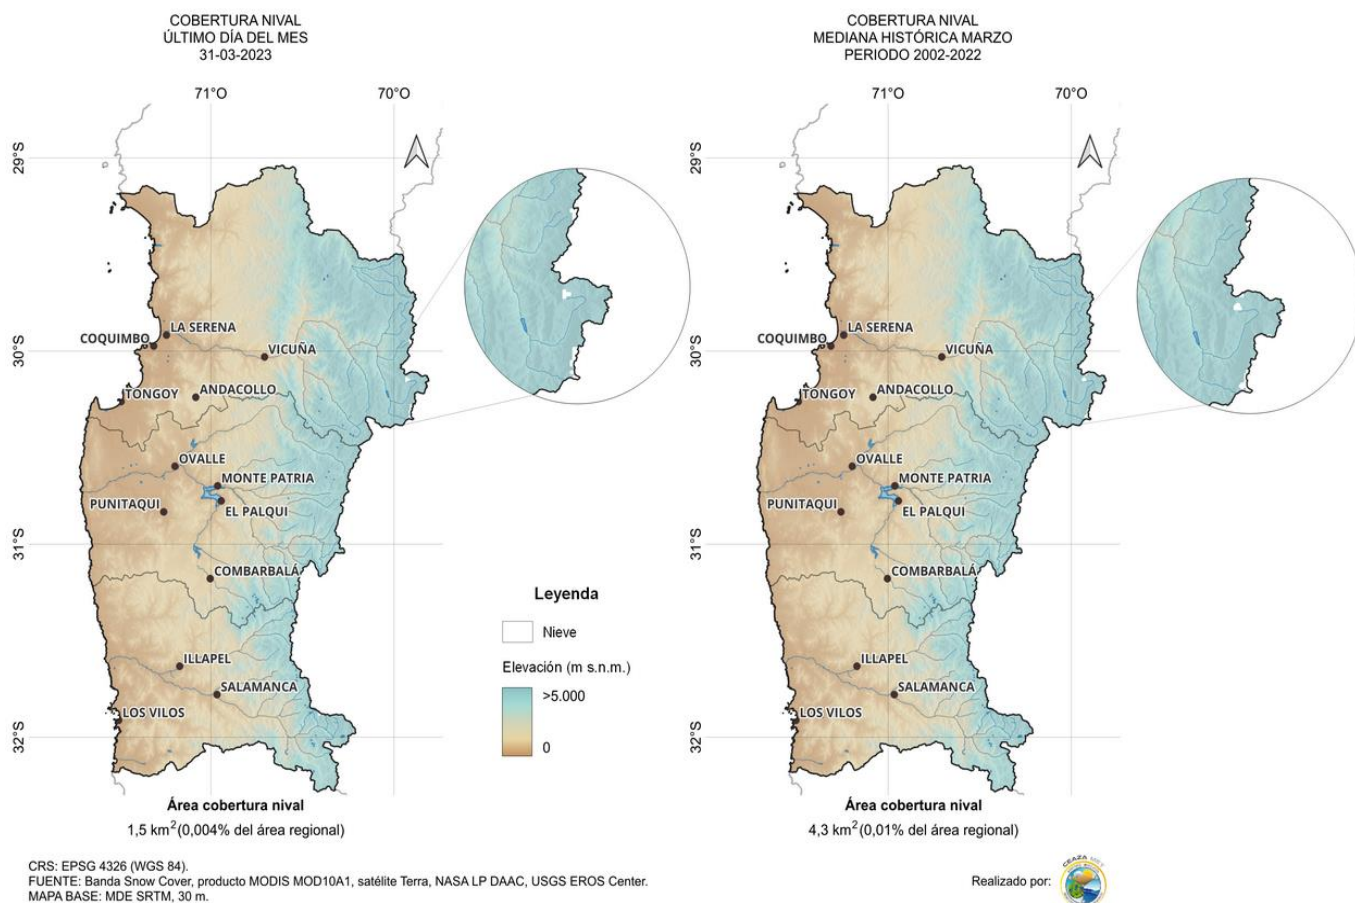 COBERTURA NIVAL
ÚLTIMO DÍA DEL MES
31-03-2023
71°O
70°O
29°S
30°S
31°S
32°S
COQUIMBO
LA SERENA
VICUÑA
TONGOY
ANDACOLLO
OVALLE
MONTE PATRIA
PUNITAQUI
EL PALQUI
COMBARBALÁ
ILLAPEL
SALAMANCA
LOS VILOS
Área cobertura nival
1,5 km²(0,004% del área regional)
Leyenda
Nieve
Elevación (m s.n.m.)
>5.000
0
COBERTURA NIVAL
MEDIANA HISTÓRICA MARZO
PERIODO 2002-2022
71°O
70°O
29°S
30°S
31°S
32°S
COQUIMBO
LA SERENA
VICUÑA
TONGOY
ANDACOLLO
OVALLE
MONTE PATRIA
PUNITAQUI
EL PALQUI
COMBARBALÁ
ILLAPEL
SALAMANCA
LOS VILOS
Área cobertura nival
4,3 km²(0,01% del área regional)
CRS: EPSG 4326 (WGS 84).
FUENTE: Banda Snow Cover, producto MODIS MOD10A1, satélite Terra, NASA LP DAAC, USGS EROS Center.
MAPA BASE: MDE SRTM, 30 m.
Realizado por:
CEAZA MET